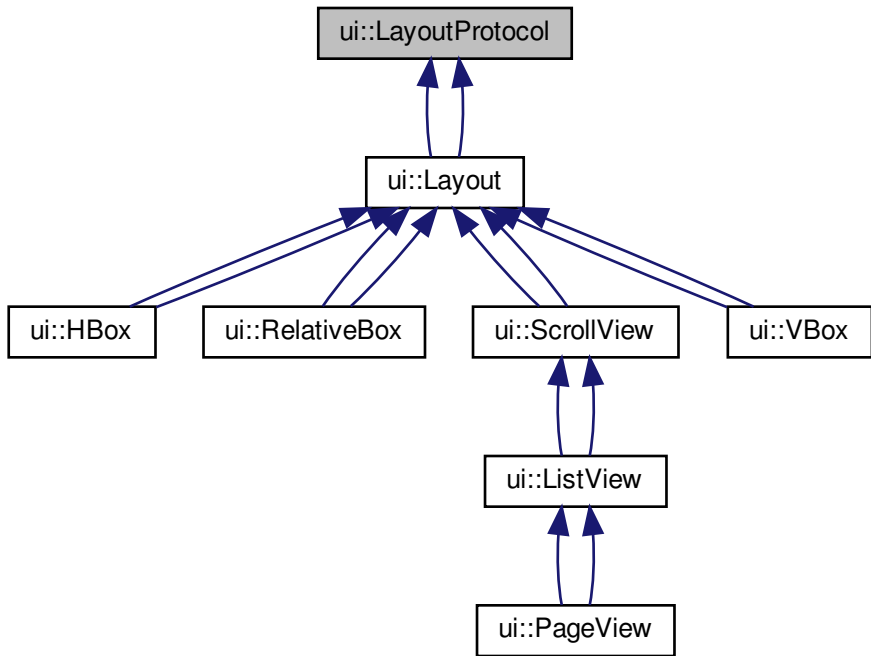 ui::LayoutProtocol
ui::Layout
ui::HBox
ui::RelativeBox
ui::ScrollView
ui::VBox
ui::ListView
ui::PageView